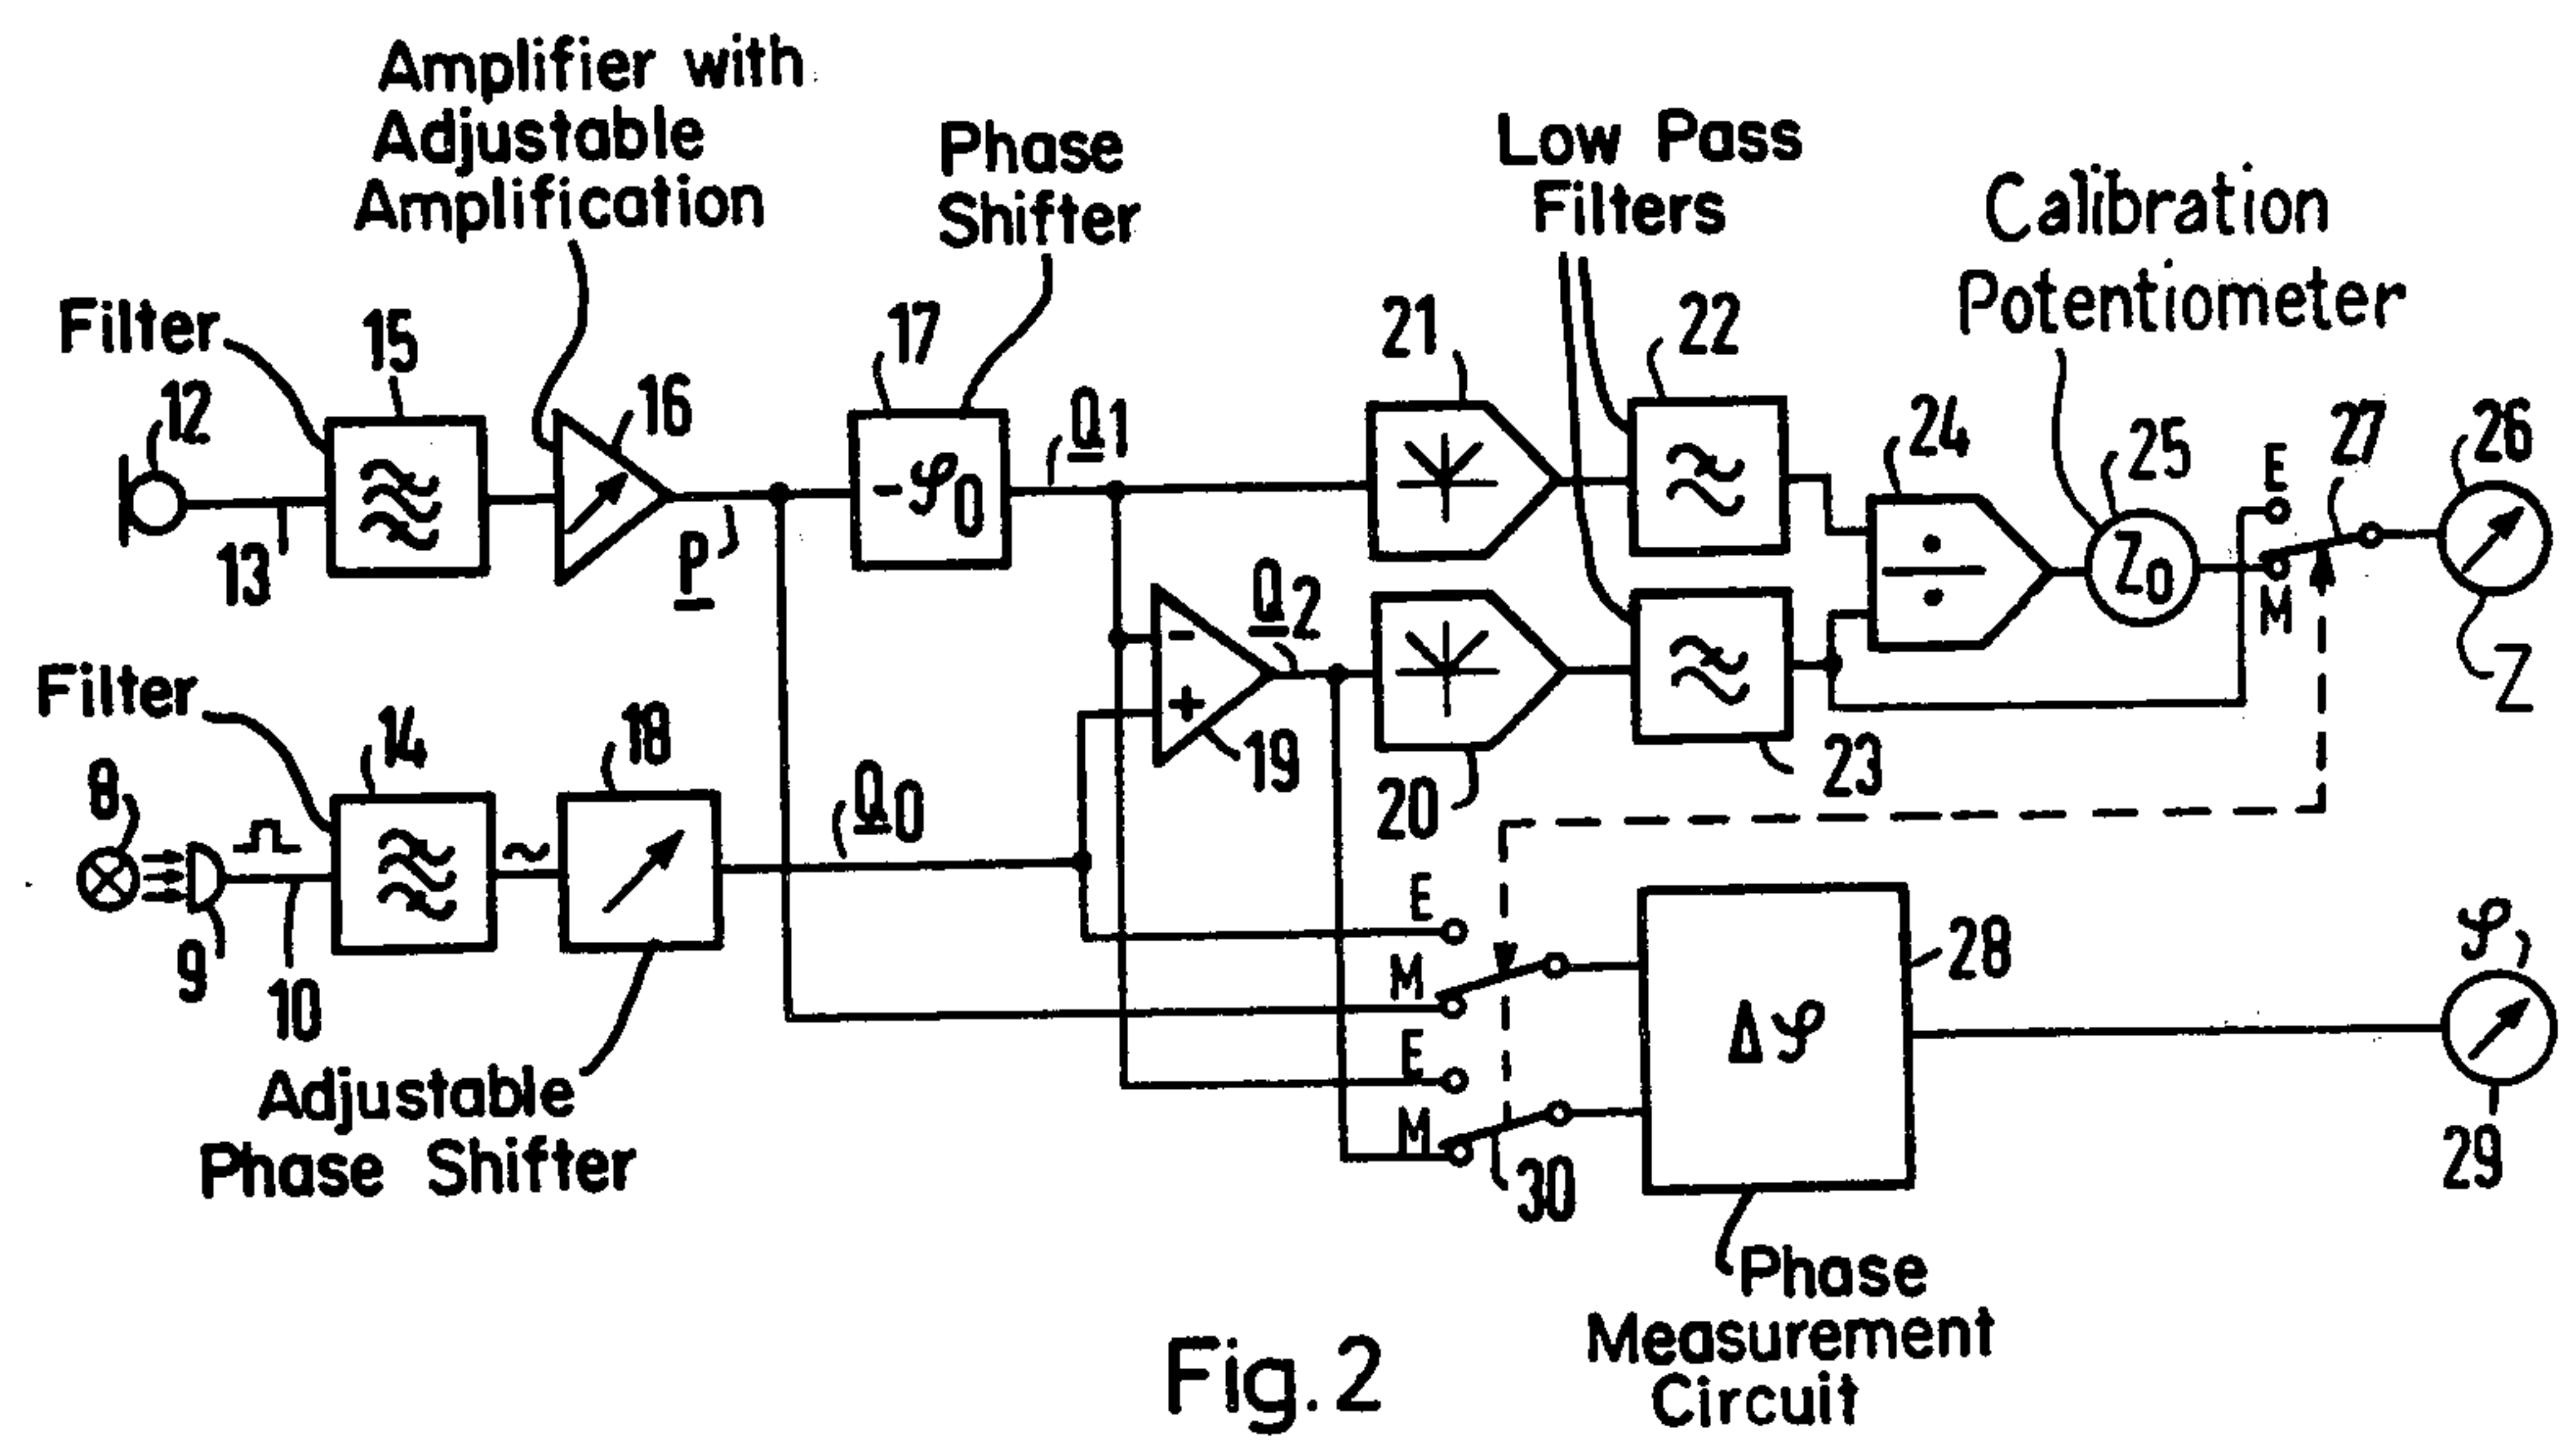 Amplifier with
Adjustable
Amplification
Phase
Shifter
Low Pass
Filters
Calibration
Potentiometer
Filter
15
16
17
21
22
24
25
27
26
12
13
P
-φ0
Q1
Q2
÷
Z0
E
M
Z
Filter
14
18
8
9
10
Q0
-
+
19
20
23
E
M
E
M
Δφ
28
φ
29
30
Adjustable
Phase Shifter
Phase
Measurement
Circuit
Fig. 2